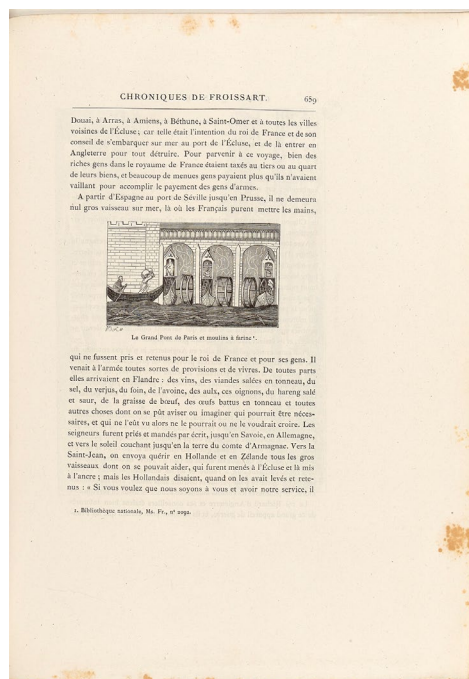 CHRONIQUES DE FROISSART. 659
Douai, à Arras, à Amiens, à Béthune, à Saint-Omer et à toutes les villes
voisines de l'Écluse; car telle était l'intention du roi de France et de son
conseil de s'embarquer sur mer au port de l'Écluse, et de là entrer en
Angleterre pour tout détruire. Pour parvenir à ce voyage, bien des
riches gens dans le royaume de France étaient taxés au tiers ou au quart
de leurs biens, et beaucoup de menues gens payaient plus qu'ils n'avaient
vaillant pour accomplir le payement des gens d'armes.
A partir d'Espagne au port de Séville jusqu'en Prusse, il ne demeura
nul gros vaisseau sur mer, là où les Français purent mettre les mains,
Le Grand Pont de Paris et moulins à farine¹.
qui ne fussent pris et retenus pour le roi de France et pour ses gens. Il
venait à l'armée toutes sortes de provisions et de vivres. De toutes parts
elles arrivaient en Flandre : des vins, des viandes salées en tonneau, du
sel, du verjus, du foin, de l'avoine, des aulx, ces oignons, du hareng salé
et saur, de la graisse de bœuf, des œufs battus en tonneau et toutes
autres choses dont on se pût aviser ou imaginer qui pourrait être néces-
saires, et qui ne l'eût vu alors ne le pourrait ou ne le voudrait croire. Les
seigneurs furent priés et mandés par écrit, jusqu'en Savoie, en Allemagne,
et vers le soleil couchant jusqu'en la terre du comte d'Armagnac. Vers la
Saint-Jean, on envoya quérir en Hollande et en Zélande tous les gros
vaisseaux dont on se pouvait aider, qui furent menés à l'Écluse et là mis
à l'ancre; mais les Hollandais disaient, quand on les avait levés et rete-
nus : « Si vous voulez que nous soyons à vous et avoir notre service, il
1. Bibliothèque nationale, Ms. Fr., nº 2092.